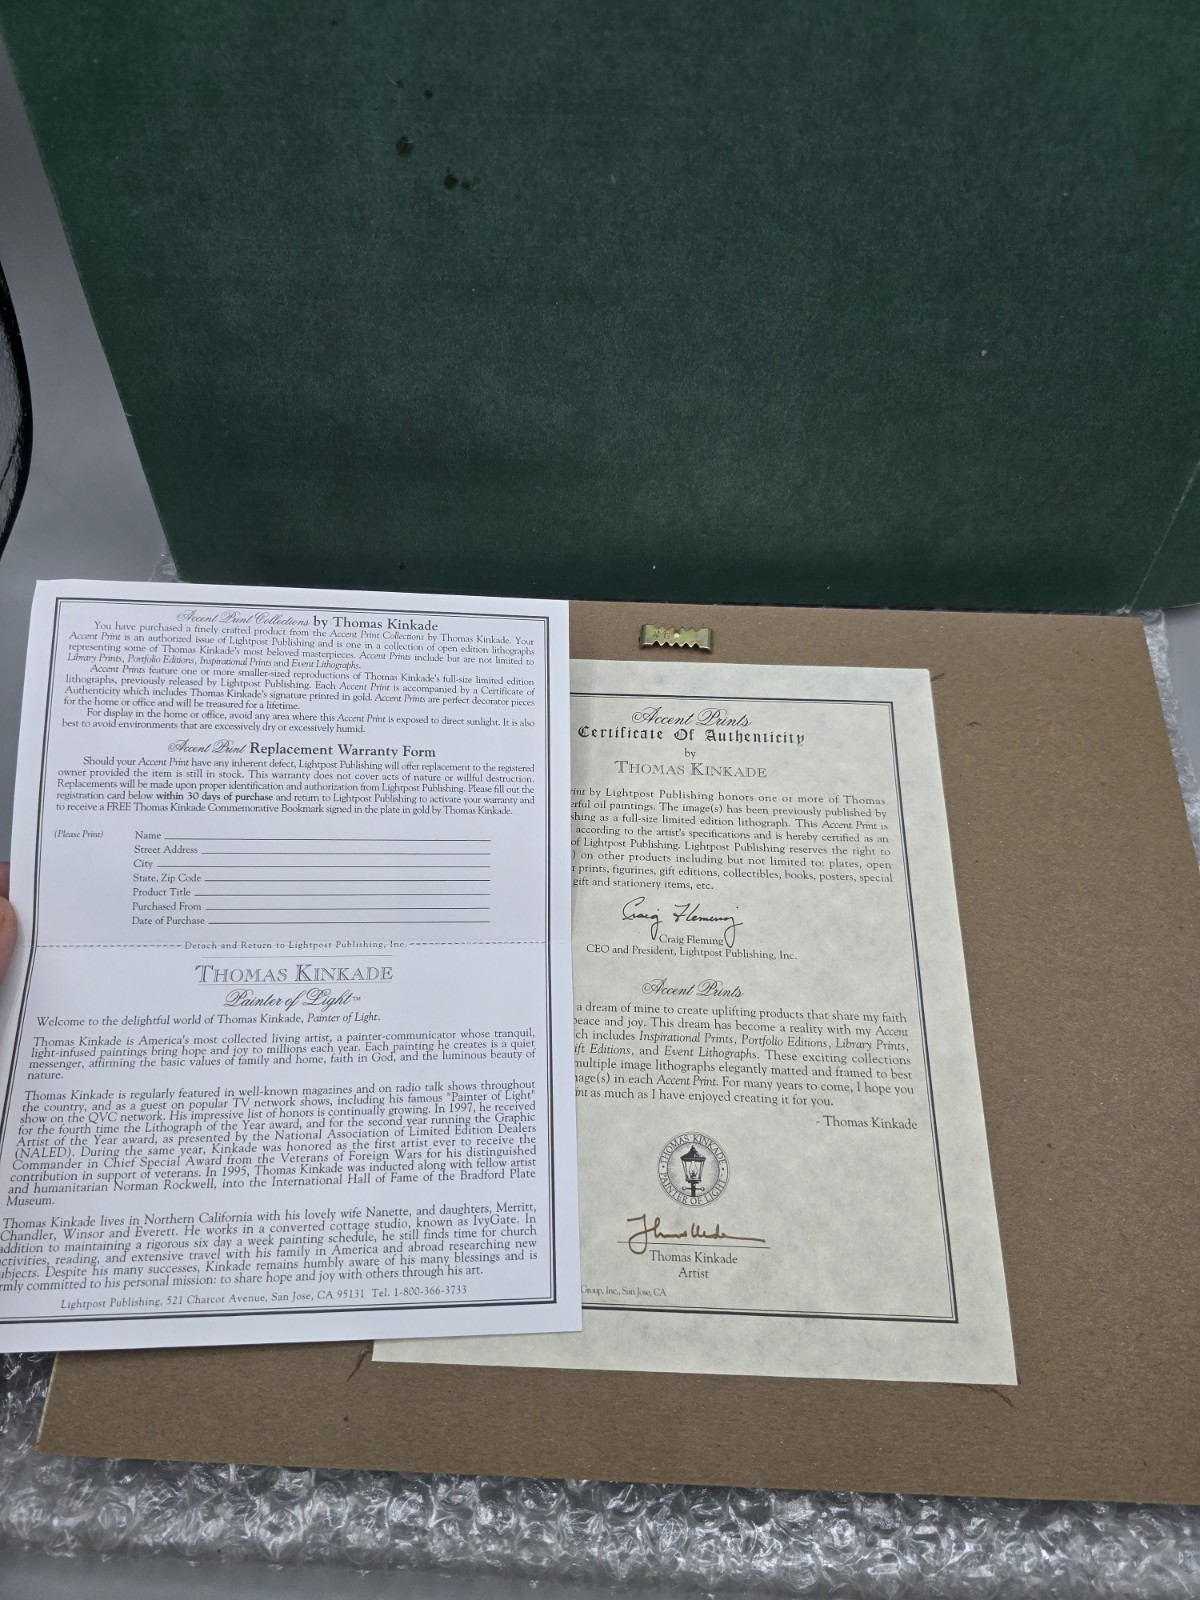 Accent Print Collections by Thomas Kinkade
You have purchased a finely crafted product from the Accent Print Collections by Thomas Kinkade. Your
Accent Print is an authorized issue of Lightpost Publishing and is one in a collection of open edition lithographs
representing some of Thomas Kinkade's most beloved masterpieces. Accent Prints include but are not limited to
Library Prints, Portfolio Editions, Inspirational Prints and Event Lithographs.
Accent Prints feature one or more smaller-sized reproductions of Thomas Kinkade's full-size limited edition
lithographs, previously released by Lightpost Publishing. Each Accent Print is accompanied by a Certificate of
Authenticity which includes Thomas Kinkade's signature printed in gold. Accent Prints are perfect decorator pieces
for the home or office and will be treasured for a lifetime.
For display in the home or office, avoid any area where this Accent Print is exposed to direct sunlight. It is also
best to avoid environments that are excessively dry or excessively humid.
Accent Print Replacement Warranty Form
Should your Accent Print have any inherent defect, Lightpost Publishing will offer replacement to the registered
owner provided the item is still in stock. This warranty does not cover acts of nature or willful destruction.
Replacements will be made upon proper identification and authorization from Lightpost Publishing. Please fill out the
registration card below within 30 days of purchase and return to Lightpost Publishing to activate your warranty and
to receive a FREE Thomas Kinkade Commemorative Bookmark signed in the plate in gold by Thomas Kinkade.
(Please Print) Name
Street Address
City
State, Zip Code
Product Title
Purchased From
Date of Purchase
Detach and Return to Lightpost Publishing, Inc.
THOMAS KINKADE
Painter of Light™
Welcome to the delightful world of Thomas Kinkade, Painter of Light.
Thomas Kinkade is America's most collected living artist, a painter-communicator whose tranquil,
light-infused paintings bring hope and joy to millions each year. Each painting he creates is a quiet
messenger, affirming the basic values of family and home, faith in God, and the luminous beauty of
nature.
Thomas Kinkade is regularly featured in well-known magazines and on radio talk shows throughout
the country, and as a guest on popular TV network shows, including his famous "Painter of Light"
show on the QVC network. His impressive list of honors is continually growing. In 1997, he received
for the fourth time the Lithograph of the Year award, and for the second year running the Graphic
Artist of the Year award, as presented by the National Association of Limited Edition Dealers
(NALED). During the same year, Kinkade was honored as the first artist ever to receive the
Commander in Chief Special Award from the Veterans of Foreign Wars for his distinguished
contribution in support of veterans. In 1995, Thomas Kinkade was inducted along with fellow artist
and humanitarian Norman Rockwell, into the International Hall of Fame of the Bradford Plate
Museum.
Thomas Kinkade lives in Northern California with his lovely wife Nanette, and daughters, Merritt,
Chandler, Winsor and Everett. He works in a converted cottage studio, known as IvyGate. In
addition to maintaining a rigorous six day a week painting schedule, he still finds time for church
activities, reading, and extensive travel with his family in America and abroad researching new
ubjects. Despite his many successes, Kinkade remains humbly aware of his many blessings and is
rmly committed to his personal mission: to share hope and joy with others through his art.
Lightpost Publishing, 521 Charcot Avenue, San Jose, CA 95131 Tel. 1-800-366-3733
Accent Prints
Certificate Of Authenticity
by
THOMAS KINKADE
int by Lightpost Publishing honors one or more of Thomas
erful oil paintings. The image(s) has been previously published by
hing as a full-size limited edition lithograph. This Accent Print is
according to the artist's specifications and is hereby certified as an
of Lightpost Publishing. Lightpost Publishing reserves the right to
) on other products including but not limited to: plates, open
r prints, figurines, gift editions, collectibles, books, posters, special
gift and stationery items, etc.
Craig Fleming
Craig Fleming
CEO and President, Lightpost Publishing, Inc.
Accent Prints
a dream of mine to create uplifting products that share my faith
peace and joy. This dream has become a reality with my Accent
ch includes Inspirational Prints, Portfolio Editions, Library Prints,
ift Editions, and Event Lithographs. These exciting collections
multiple image lithographs elegantly matted and framed to best
mage(s) in each Accent Print. For many years to come, I hope you
int as much as I have enjoyed creating it for you.
- Thomas Kinkade
THOMAS KINKADE
PAINTER OF LIGHT
Thomas Kinkade
Artist
Group, Inc., San Jose, CA